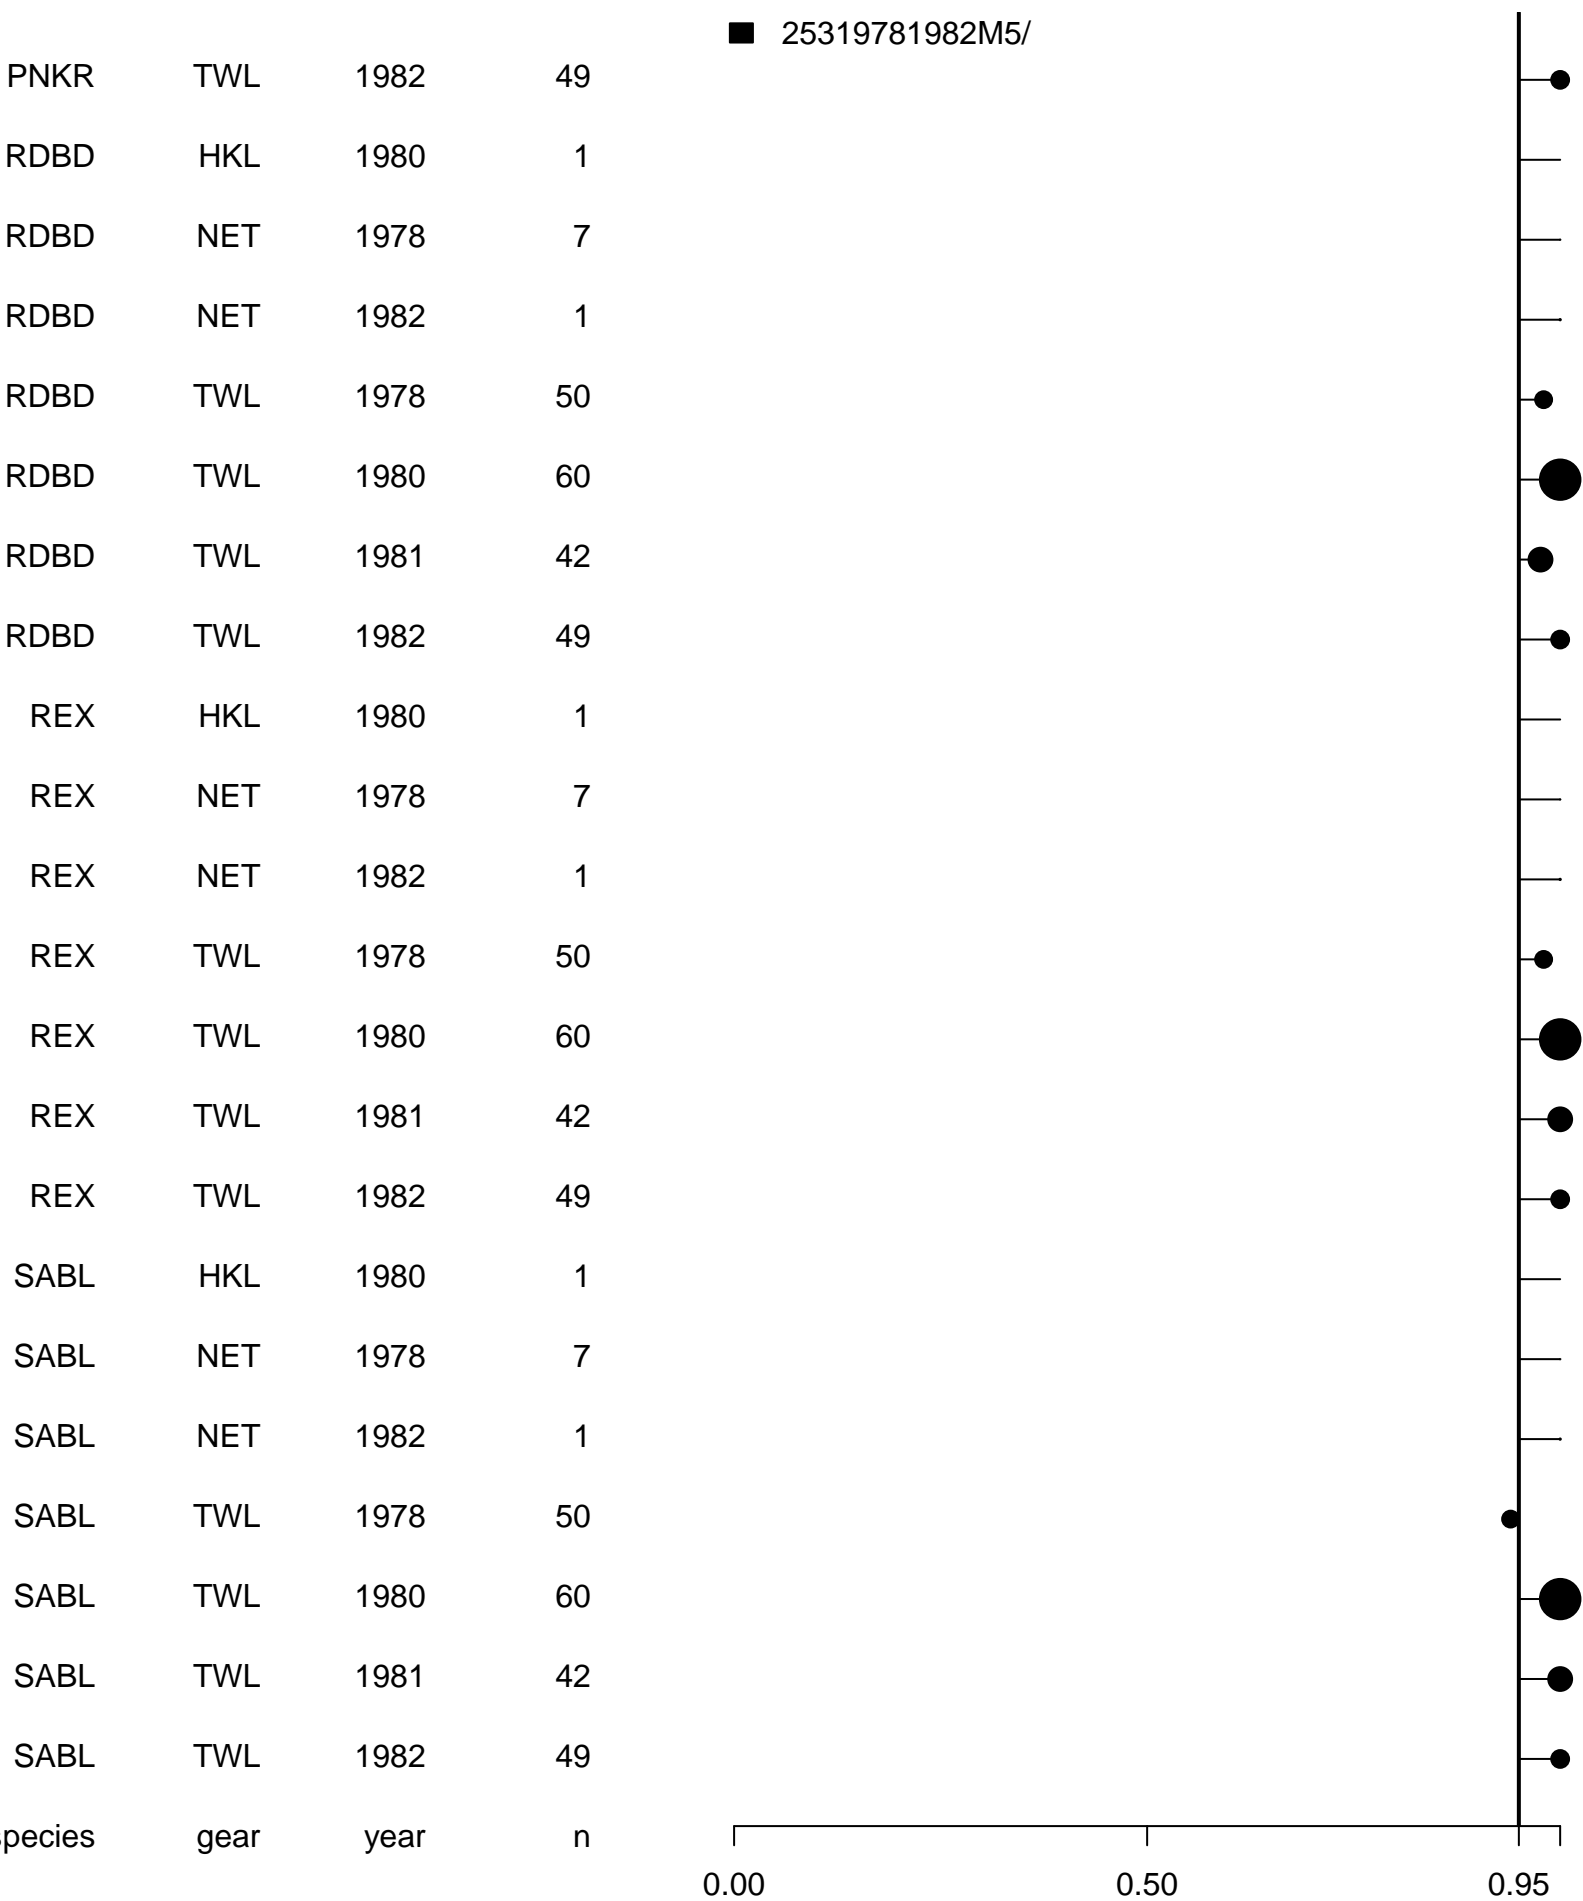 25319781982M5/
PNKR TWL 1982 49
RDBD HKL 1980 1
RDBD NET 1978 7
RDBD NET 1982 1
RDBD TWL 1978 50
RDBD TWL 1980 60
RDBD TWL 1981 42
RDBD TWL 1982 49
REX HKL 1980 1
REX NET 1978 7
REX NET 1982 1
REX TWL 1978 50
REX TWL 1980 60
REX TWL 1981 42
REX TWL 1982 49
SABL HKL 1980 1
SABL NET 1978 7
SABL NET 1982 1
SABL TWL 1978 50
SABL TWL 1980 60
SABL TWL 1981 42
SABL TWL 1982 49
species gear year n
0.00 0.50 0.95